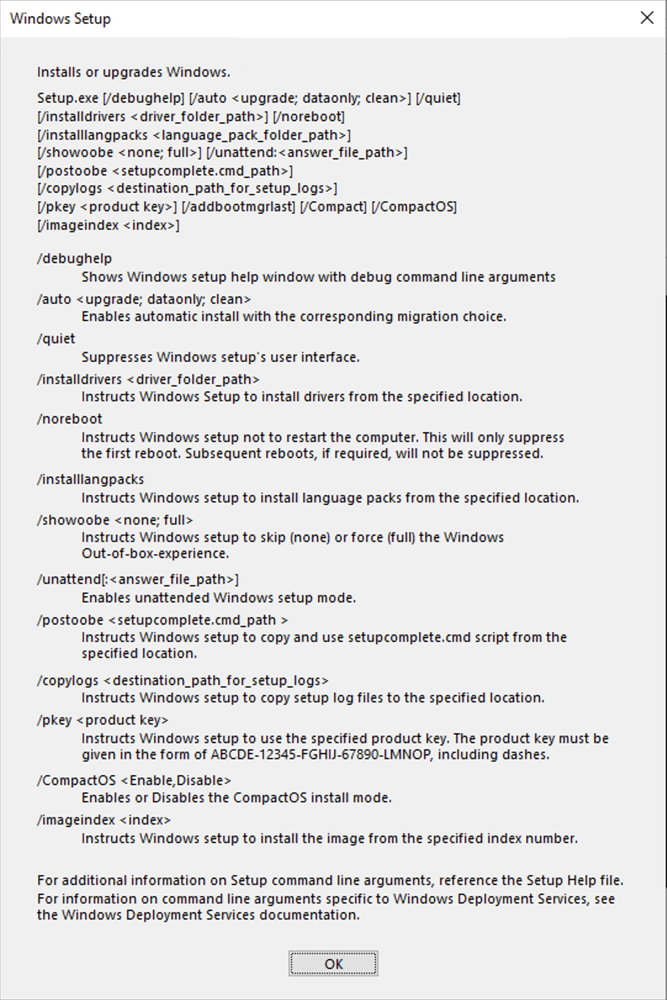 Windows Setup
Installs or upgrades Windows.
Setup.exe [/debughelp] [/auto <upgrade; dataonly; clean>] [/quiet]
[/installdrivers <driver_folder_path>] [/noreboot]
[/installlangpacks <language_pack_folder_path>]
[/showoobe <none; full>] [/unattend:<answer_file_path>]
[/postoobe <setupcomplete.cmd_path>]
[/copylogs <destination_path_for_setup_logs>]
[/pkey <product key>] [/addbootmgrlast] [/Compact] [/CompactOS]
[/imageindex <index>]
/debughelp
Shows Windows setup help window with debug command line arguments
/auto <upgrade; dataonly; clean>
Enables automatic install with the corresponding migration choice.
/quiet
Suppresses Windows setup's user interface.
/installdrivers <driver_folder_path>
Instructs Windows Setup to install drivers from the specified location.
/noreboot
Instructs Windows setup not to restart the computer. This will only suppress
the first reboot. Subsequent reboots, if required, will not be suppressed.
/installlangpacks
Instructs Windows setup to install language packs from the specified location.
/showoobe <none; full>
Instructs Windows setup to skip (none) or force (full) the Windows
Out-of-box-experience.
/unattend[:<answer_file_path>]
Enables unattended Windows setup mode.
/postoobe <setupcomplete.cmd_path >
Instructs Windows setup to copy and use setupcomplete.cmd script from the
specified location.
/copylogs <destination_path_for_setup_logs>
Instructs Windows setup to copy setup log files to the specified location.
/pkey <product key>
Instructs Windows setup to use the specified product key. The product key must be
given in the form of ABCDE-12345-FGHIJ-67890-LMNOP, including dashes.
/CompactOS <Enable,Disable>
Enables or Disables the CompactOS install mode.
/imageindex <index>
Instructs Windows setup to install the image from the specified index number.
For additional information on Setup command line arguments, reference the Setup Help file.
For information on command line arguments specific to Windows Deployment Services, see
the Windows Deployment Services documentation.
OK